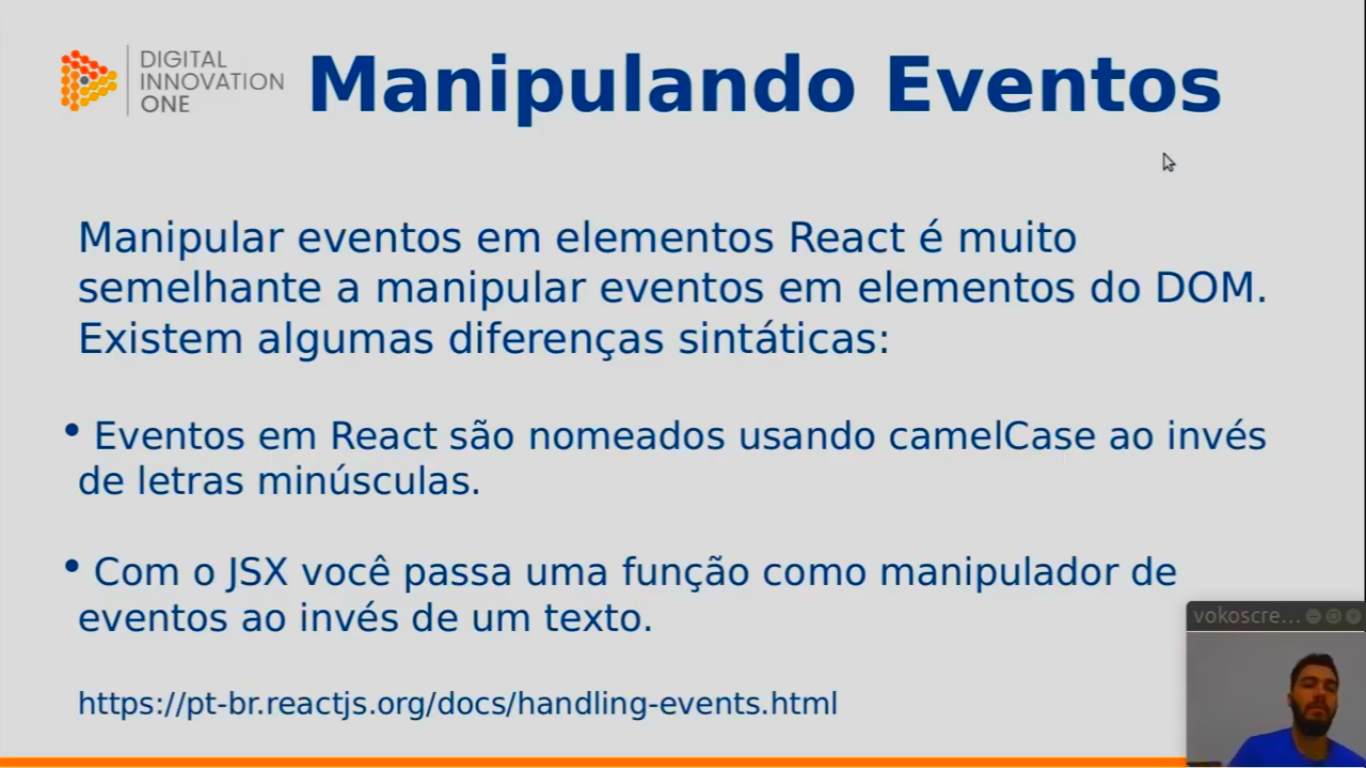 DIGITAL
INNOVATION
ONE
Manipulando Eventos
Manipular eventos em elementos React é muito
semelhante a manipular eventos em elementos do DOM.
Existem algumas diferenças sintáticas:
• Eventos em React são nomeados usando camelCase ao invés
de letras minúsculas.
• Com o JSX você passa uma função como manipulador de
eventos ao invés de um texto.
https://pt-br.reactjs.org/docs/handling-events.html
vokoscre...